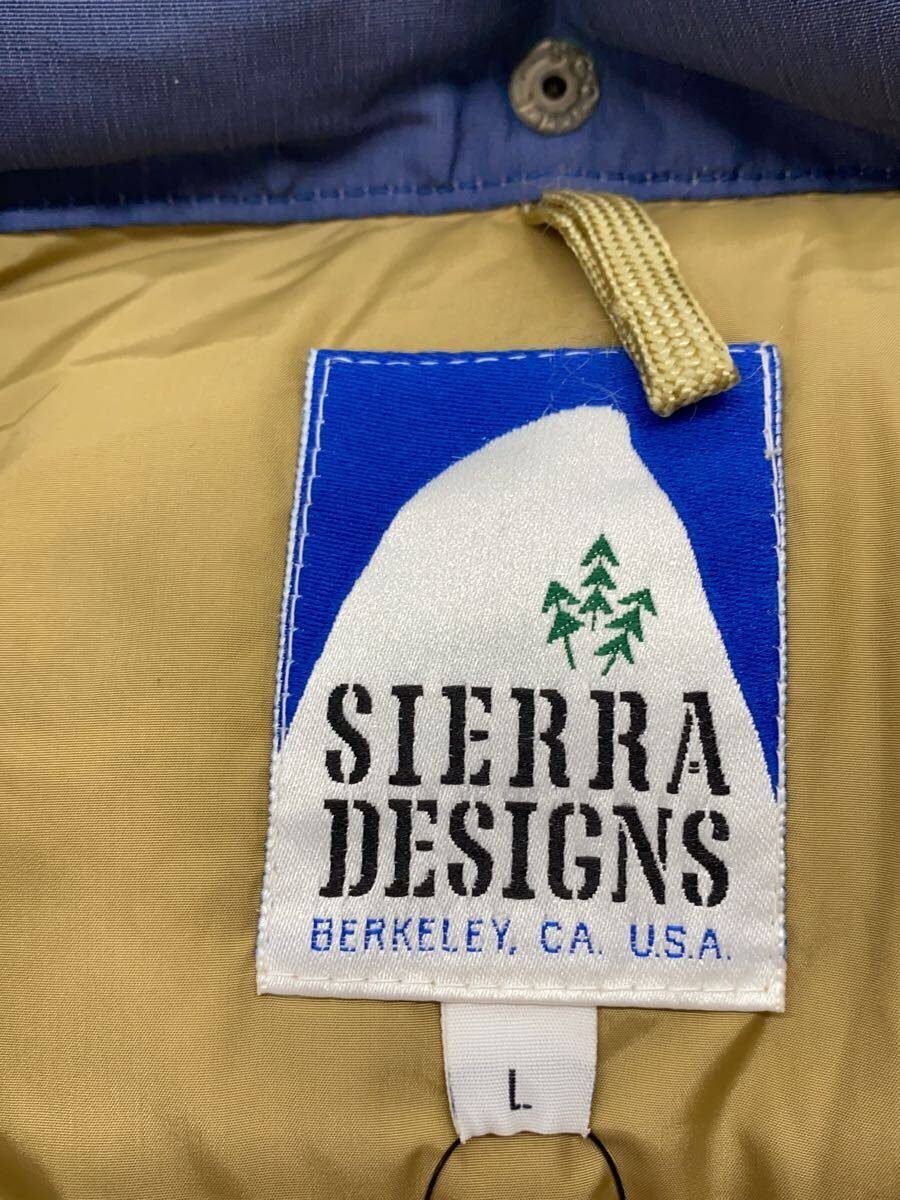 SIERRA
DESIGNS
BERKELEY, CA. U.S.A.
L